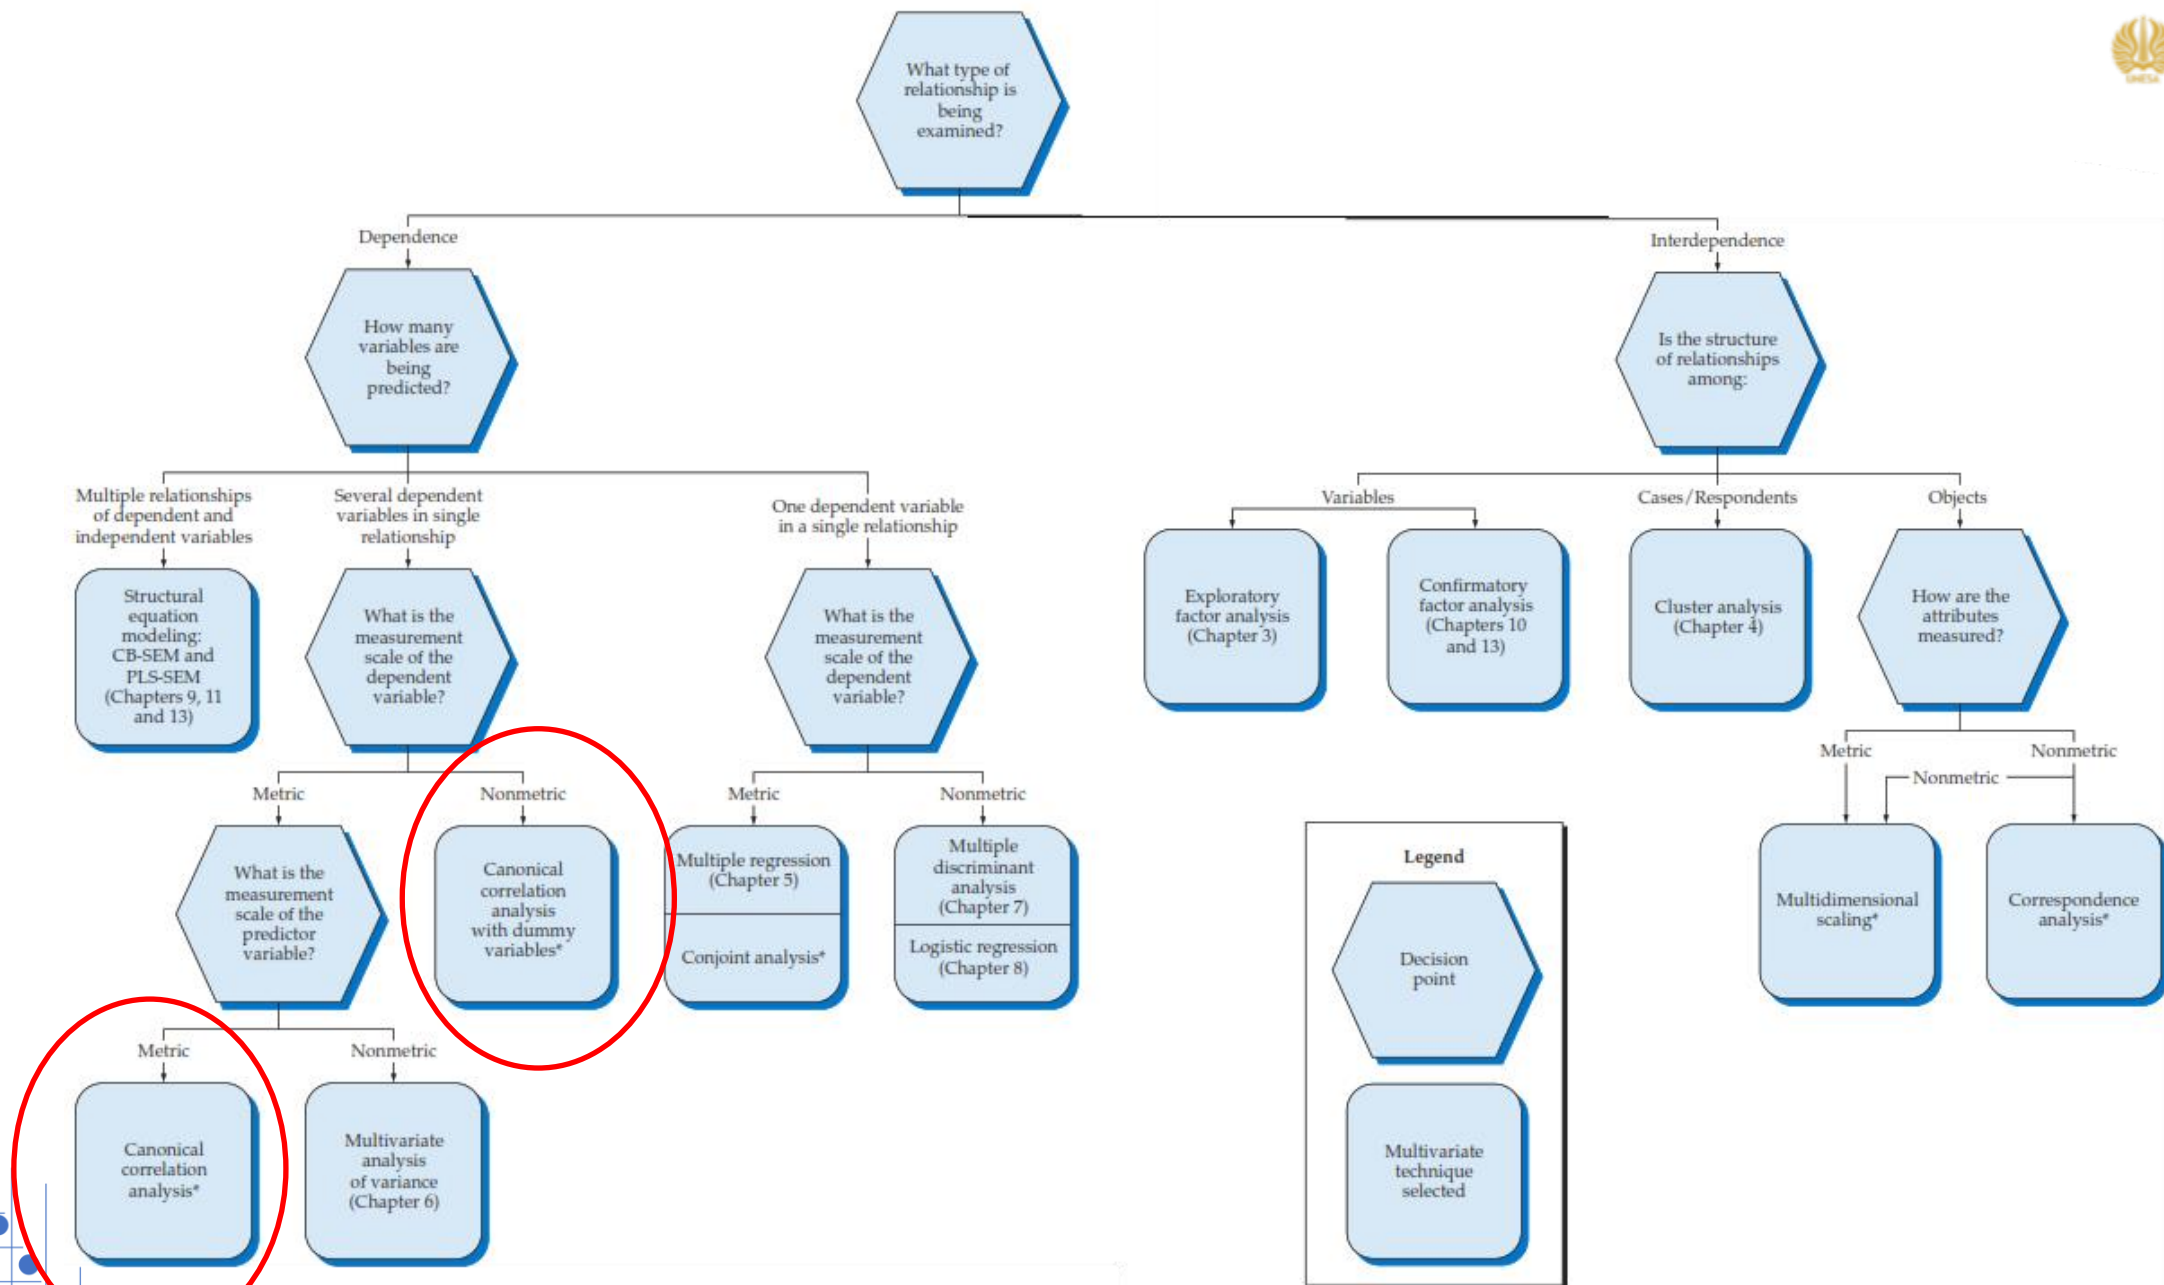 What type of
relationship is
being
examined?
UNESA
Dependence
Interdependence
How many
variables are
being
predicted?
Is the structure
of relationships
among:
Multiple relationships
of dependent and
independent variables
Several dependent
variables in single
relationship
One dependent variable
in a single relationship
Variables
Cases/Respondents
Objects
Structural
equation
modeling:
CB-SEM and
PLS-SEM
(Chapters 9, 11
and 13)
What is the
measurement
scale of the
dependent
variable?
What is the
measurement
scale of the
dependent
variable?
Exploratory
factor analysis
(Chapter 3)
Confirmatory
factor analysis
(Chapters 10
and 13)
Cluster analysis
(Chapter 4)
How are the
attributes
measured?
Metric
Nonmetric
Metric
Nonmetric
Metric
Nonmetric
Nonmetric
What is the
measurement
scale of the
predictor
variable?
Canonical
correlation
analysis
with dummy
variables*
Multiple regression
(Chapter 5)
Conjoint analysis*
Multiple
discriminant
analysis
(Chapter 7)
Logistic regression
(Chapter 8)
Legend
Decision
point
Multivariate
technique
selected
Multidimensional
scaling*
Correspondence
analysis*
Metric
Nonmetric
Canonical
correlation
analysis*
Multivariate
analysis
of variance
(Chapter 6)